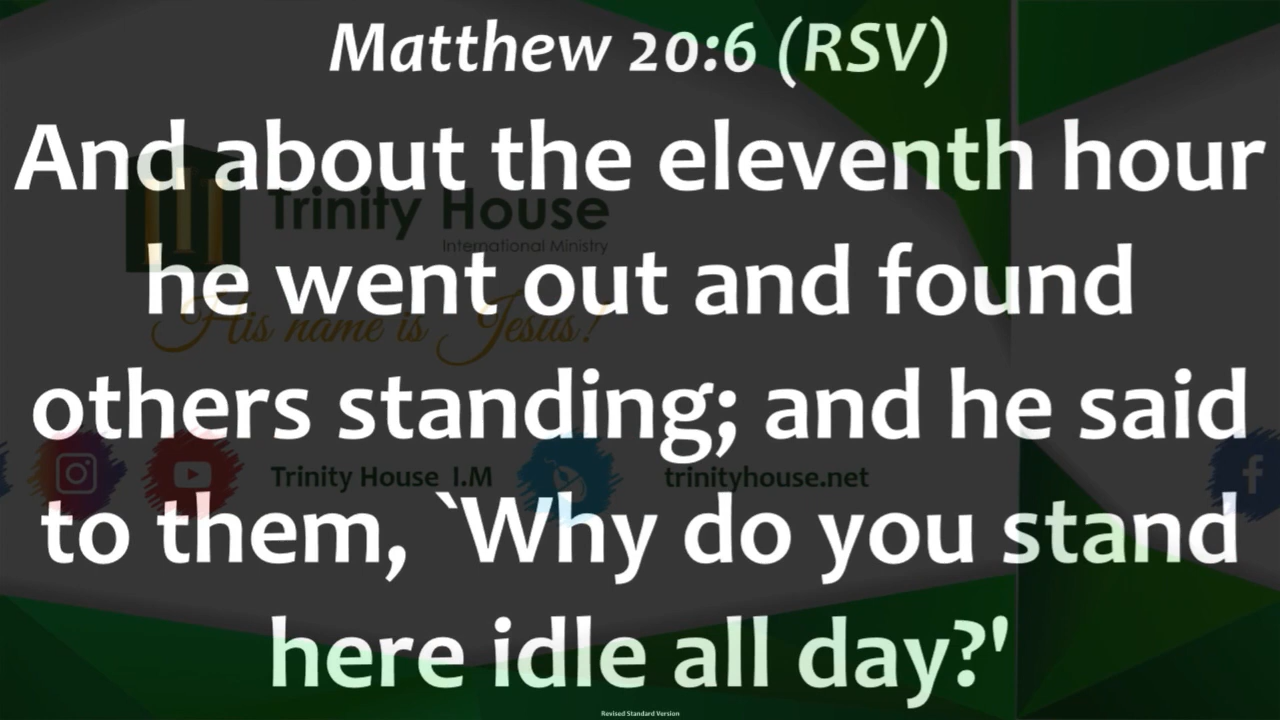 Matthew 20:6 (RSV)
And about the eleventh hour
Trinity House
International Ministry
he went out and found
His name is Jesus!
others standing; and he said
Trinity House I.M
trinityhouse.net
to them, `Why do you stand
here idle all day?'
Revised Standard Version